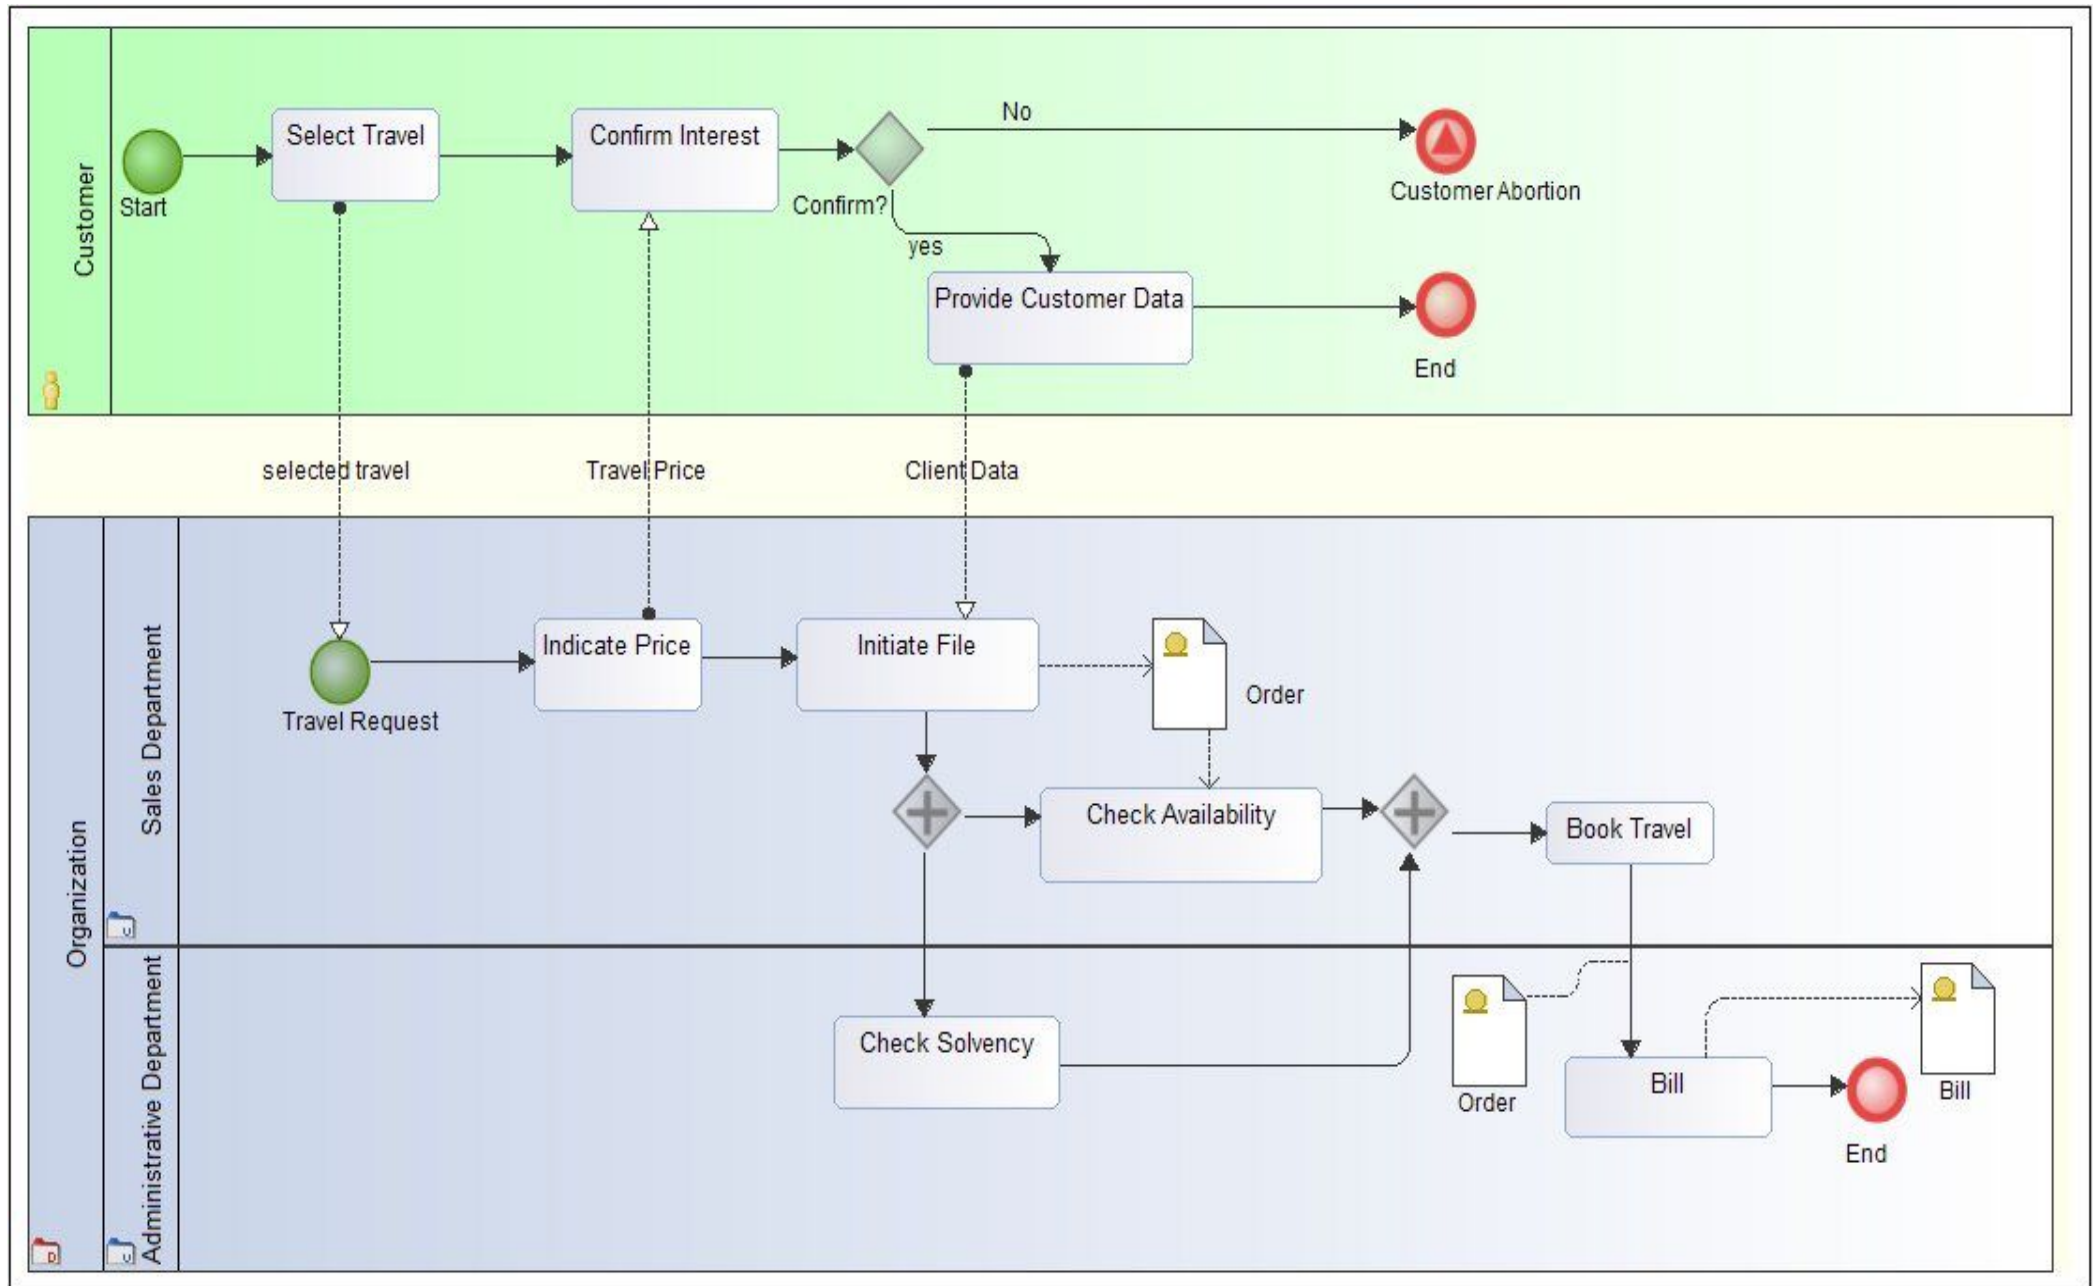 Customer
Start
Select Travel
Confirm Interest
Confirm?
No
yes
Customer Abortion
Provide Customer Data
End
selected travel
Travel Price
Client Data
Organization
Sales Department
Travel Request
Indicate Price
Initiate File
Order
Check Availability
Book Travel
Administrative Department
Check Solvency
Order
Bill
End
Bill